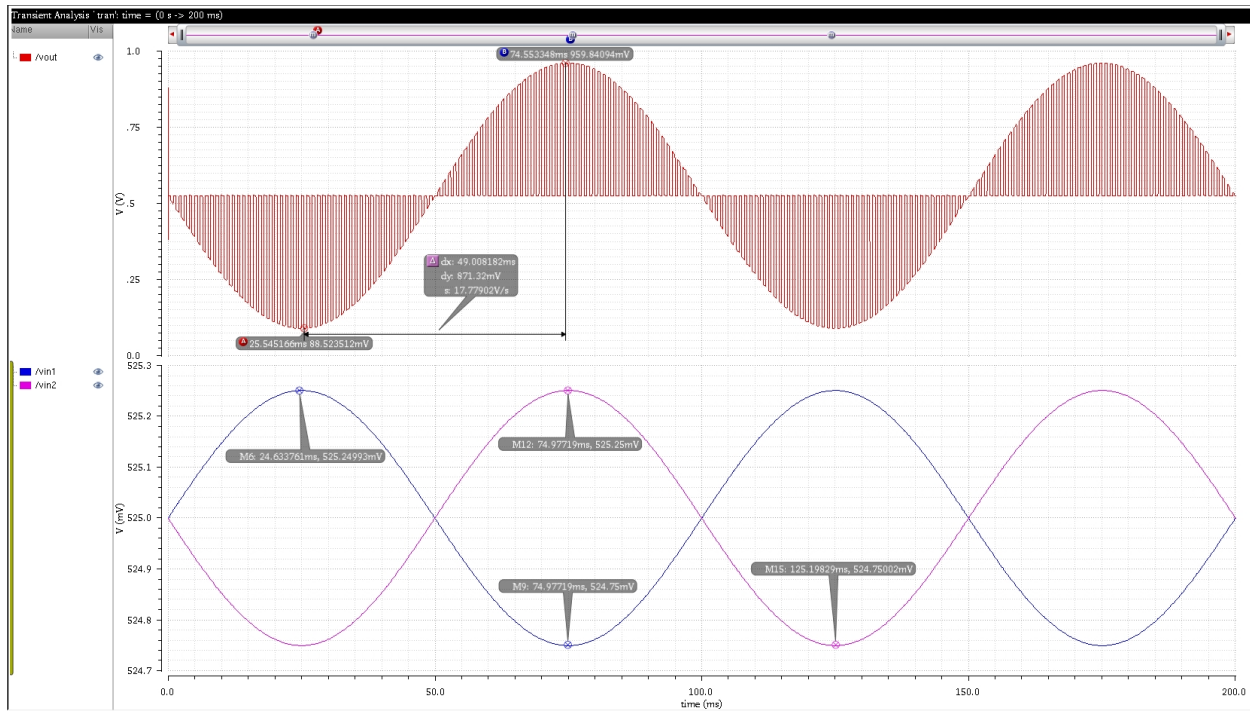 Transient Analysis `tran': time = (0 s -> 200 ms)
Name Vis
/vout
1.0
.75
.5
.25
0.0
V (V)
74.553348ms 959.84094mV
dx: 49.008182ms
dy: 871.32mV
s: 17.77902V/s
25.545166ms 88.523512mV
/vin1
/vin2
525.3
525.2
525.1
525.0
524.9
524.8
524.7
V (mV)
M6: 24.633761ms, 525.24993mV
M12: 74.97719ms, 525.25mV
M9: 74.97719ms, 524.75mV
M15: 125.19829ms, 524.75002mV
0.0 50.0 100.0 150.0 200.0
time (ms)